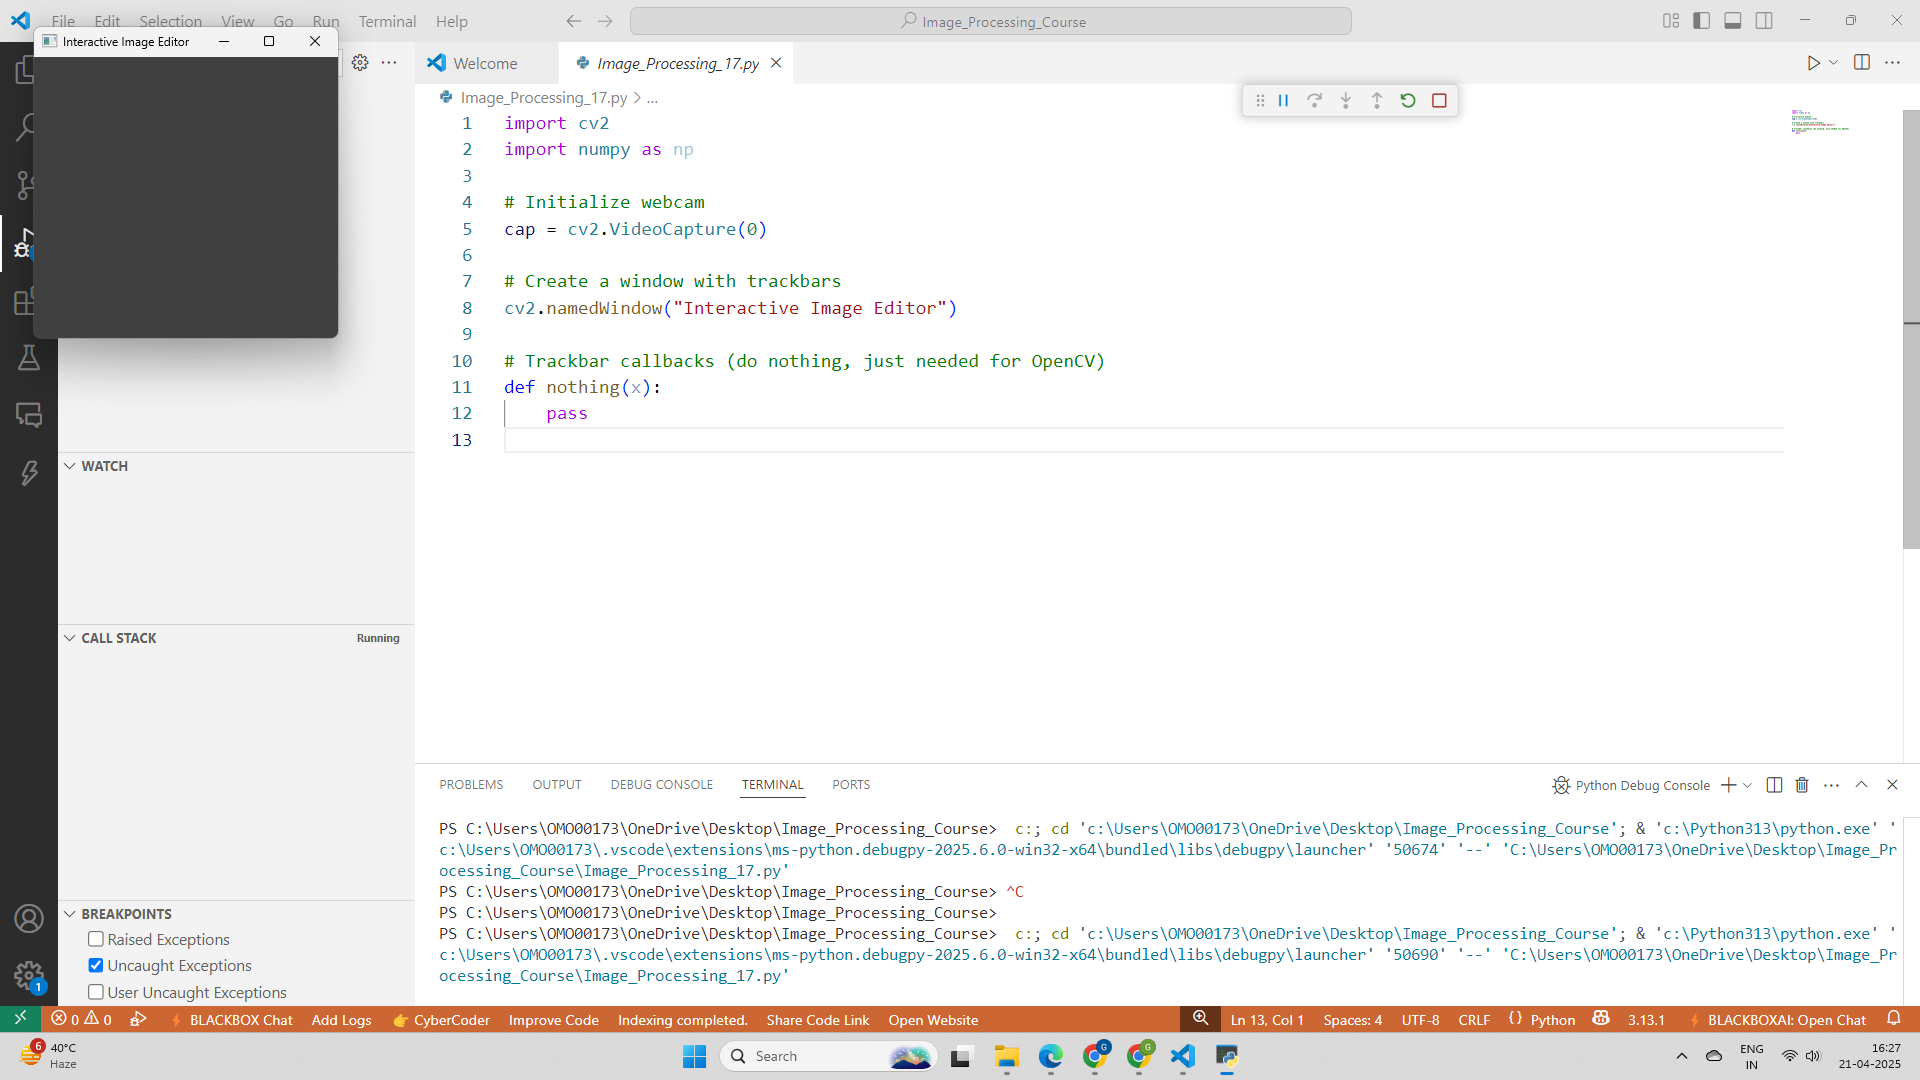 File Edit Selection View Go Run Terminal Help
Image_Processing_Course
Interactive Image Editor
Welcome
Image_Processing_17.py
Image_Processing_17.py > ...
1 import cv2
2 import numpy as np
3
4 # Initialize webcam
5 cap = cv2.VideoCapture(0)
6
7 # Create a window with trackbars
8 cv2.namedWindow("Interactive Image Editor")
9
10 # Trackbar callbacks (do nothing, just needed for OpenCV)
11 def nothing(x):
12 pass
13
WATCH
CALL STACK Running
BREAKPOINTS
Raised Exceptions
Uncaught Exceptions
User Uncaught Exceptions
PROBLEMS OUTPUT DEBUG CONSOLE TERMINAL PORTS
Python Debug Console
PS C:\Users\OMO00173\OneDrive\Desktop\Image_Processing_Course>  c:; cd 'c:\Users\OMO00173\OneDrive\Desktop\Image_Processing_Course'; & 'c:\Python313\python.exe' '
c:\Users\OMO00173\.vscode\extensions\ms-python.debugpy-2025.6.0-win32-x64\bundled\libs\debugpy\launcher' '50674' '--' 'C:\Users\OMO00173\OneDrive\Desktop\Image_Pr
ocessing_Course\Image_Processing_17.py'
PS C:\Users\OMO00173\OneDrive\Desktop\Image_Processing_Course> ^C
PS C:\Users\OMO00173\OneDrive\Desktop\Image_Processing_Course>
PS C:\Users\OMO00173\OneDrive\Desktop\Image_Processing_Course>  c:; cd 'c:\Users\OMO00173\OneDrive\Desktop\Image_Processing_Course'; & 'c:\Python313\python.exe' '
c:\Users\OMO00173\.vscode\extensions\ms-python.debugpy-2025.6.0-win32-x64\bundled\libs\debugpy\launcher' '50690' '--' 'C:\Users\OMO00173\OneDrive\Desktop\Image_Pr
ocessing_Course\Image_Processing_17.py'
1
0 0 BLACKBOX Chat Add Logs 👉 CyberCoder Improve Code Indexing completed. Share Code Link Open Website Ln 13, Col 1 Spaces: 4 UTF-8 CRLF {} Python 3.13.1 BLACKBOXAI: Open Chat
6
40°C
Haze
Search
G
G
ENG
IN
16:27
21-04-2025